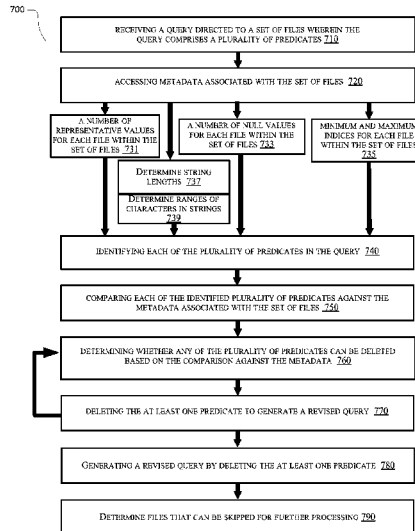 700
RECEIVING A QUERY DIRECTED TO A SET OF FILES WHEREIN THE
QUERY COMPRISES A PLURALITY OF PREDICATES 710
ACCESSING METADATA ASSOCIATED WITH THE SET OF FILES 720
A NUMBER OF
REPRESENTATIVE VALUES
FOR EACH FILE WITHIN THE
SET OF FILES 731
DETERMINE STRING
LENGTHS 737
DETERMINE RANGES OF
CHARACTERS IN STRINGS
739
A NUMBER OF NULL VALUES
FOR EACH FILE WITHIN THE
SET OF FILES 733
MINIMUM AND MAXIMUM
INDICES FOR EACH FILE
WITHIN THE SET OF FILES
735
IDENTIFYING EACH OF THE PLURALITY OF PREDICATES IN THE QUERY 740
COMPARING EACH OF THE IDENTIFIED PLURALITY OF PREDICATES AGAINST THE
METADATA ASSOCIATED WITH THE SET OF FILES 750
DETERMINING WHETHER ANY OF THE PLURALITY OF PREDICATES CAN BE DELETED
BASED ON THE COMPARISON AGAINST THE METADATA 760
DELETING THE AT LEAST ONE PREDICATE TO GENERATE A REVISED QUERY 770
GENERATING A REVISED QUERY BY DELETING THE AT LEAST ONE PREDICATE 780
DETERMINE FILES THAT CAN BE SKIPPED FOR FURTHER PROCESSING 790